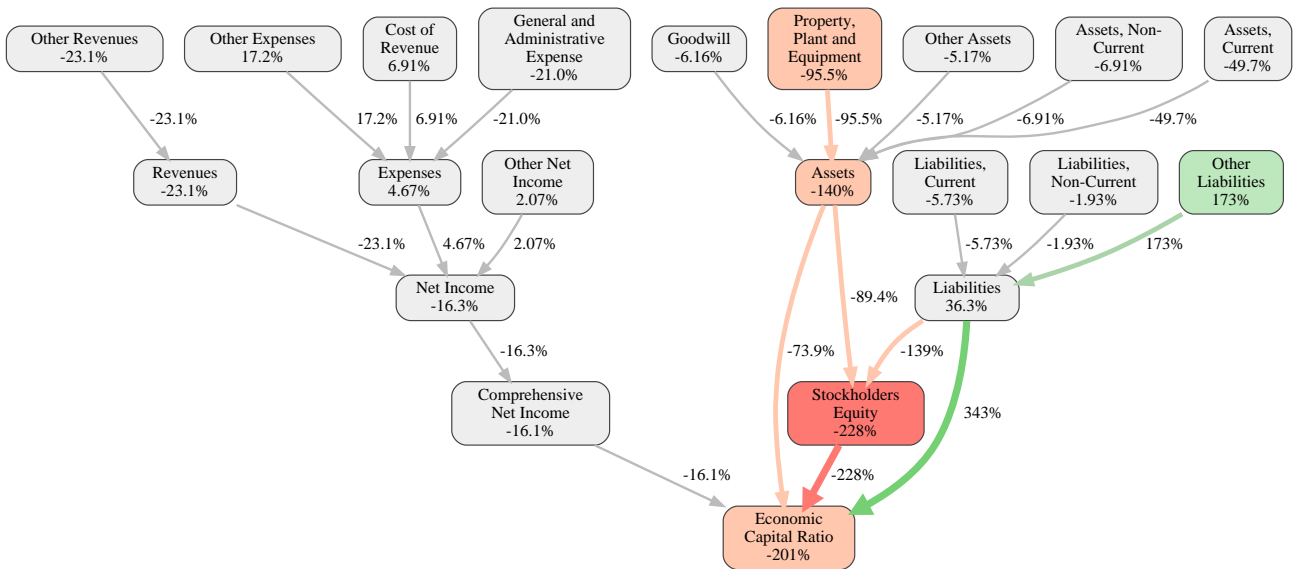 Other Revenues
-23.1%
Other Expenses
17.2%
Cost of
Revenue
6.91%
General and
Administrative
Expense
-21.0%
Goodwill
-6.16%
Property,
Plant and
Equipment
-95.5%
Other Assets
-5.17%
Assets, Non-
Current
-6.91%
Assets,
Current
-49.7%
-23.1%
17.2%
6.91%
-21.0%
-6.16%
-95.5%
-5.17%
-6.91%
-49.7%
Revenues
-23.1%
Expenses
4.67%
Other Net
Income
2.07%
Assets
-140%
Liabilities,
Current
-5.73%
Liabilities,
Non-Current
-1.93%
Other
Liabilities
173%
-23.1%
4.67%
2.07%
-5.73%
-1.93%
173%
Net Income
-16.3%
-89.4%
Liabilities
36.3%
-16.3%
-73.9%
-139%
Comprehensive
Net Income
-16.1%
Stockholders
Equity
-228%
343%
-16.1%
-228%
Economic
Capital Ratio
-201%